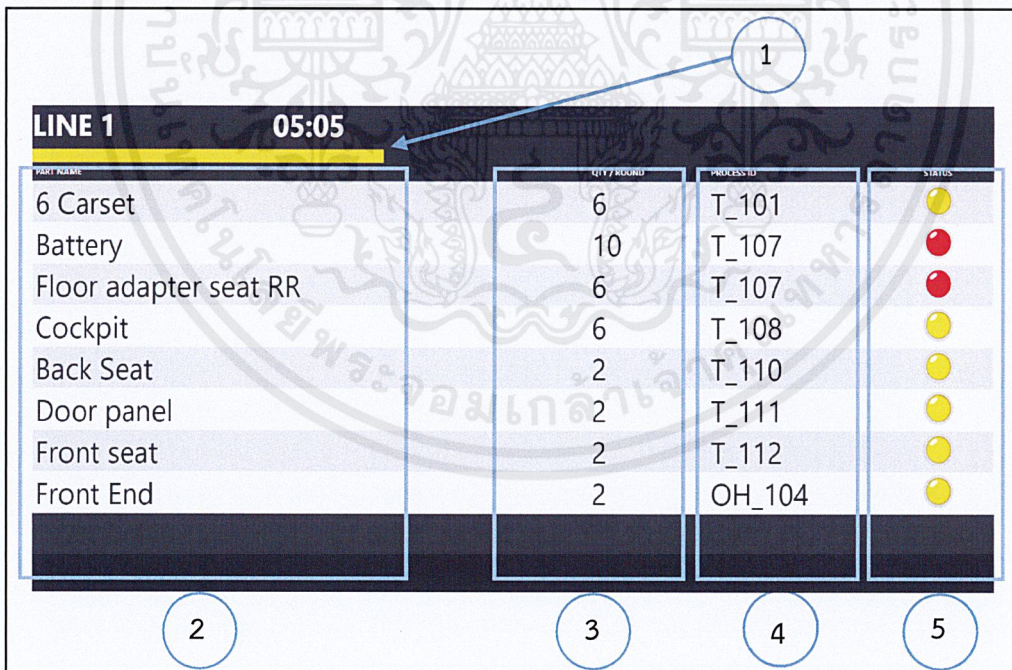 1
LINE 1 05:05
PART NAME QTY / ROUND PROCESS ID STATUS
6 Carset 6 T_101
Battery 10 T_107
Floor adapter seat RR 6 T_107
Cockpit 6 T_108
Back Seat 2 T_110
Door panel 2 T_111
Front seat 2 T_112
Front End 2 OH_104
2 3 4 5